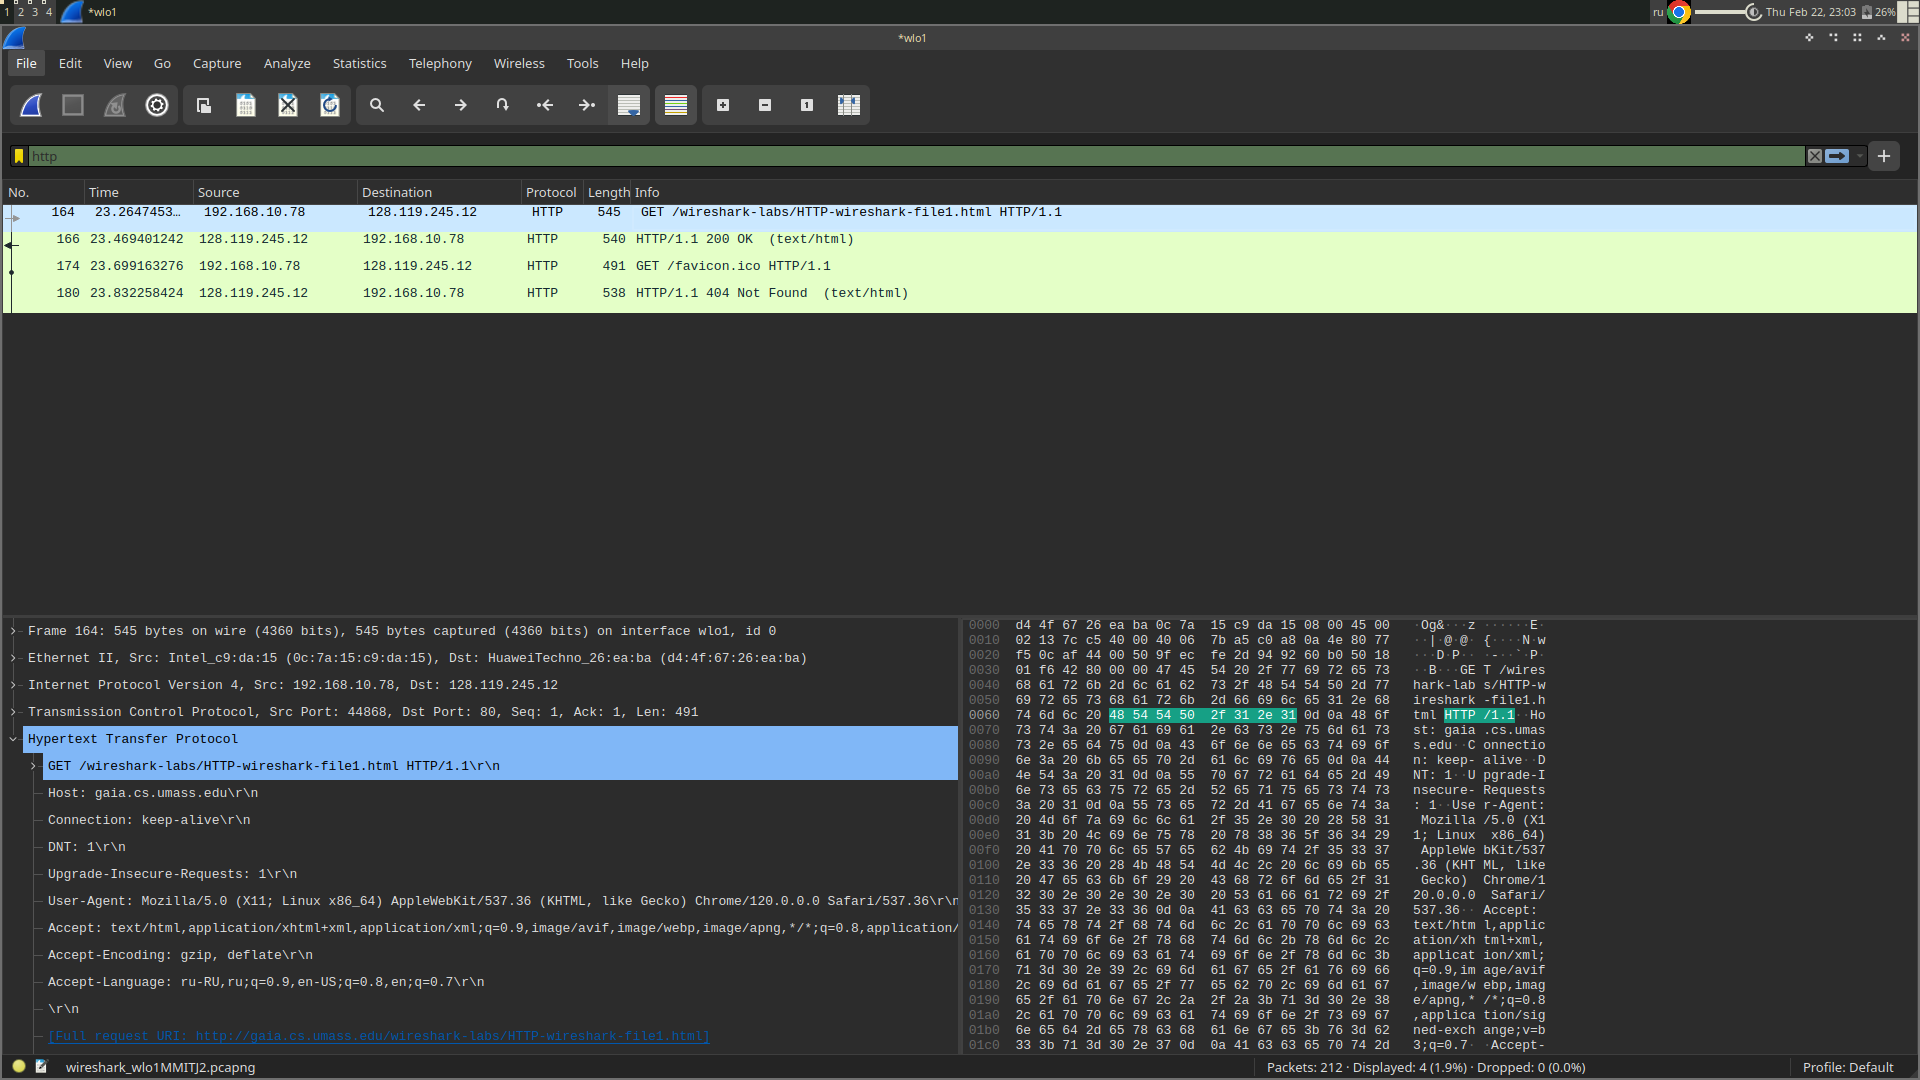 1 2 3 4 *wlo1 ru Thu Feb 22, 23:03 26%
*wlo1
File Edit View Go Capture Analyze Statistics Telephony Wireless Tools Help
http
No. Time Source Destination Protocol Length Info
164 23.2647453… 192.168.10.78 128.119.245.12 HTTP 545 GET /wireshark-labs/HTTP-wireshark-file1.html HTTP/1.1
166 23.469401242 128.119.245.12 192.168.10.78 HTTP 540 HTTP/1.1 200 OK (text/html)
174 23.699163276 192.168.10.78 128.119.245.12 HTTP 491 GET /favicon.ico HTTP/1.1
180 23.832258424 128.119.245.12 192.168.10.78 HTTP 538 HTTP/1.1 404 Not Found (text/html)
Frame 164: 545 bytes on wire (4360 bits), 545 bytes captured (4360 bits) on interface wlo1, id 0
Ethernet II, Src: Intel_c9:da:15 (0c:7a:15:c9:da:15), Dst: HuaweiTechno_26:ea:ba (d4:4f:67:26:ea:ba)
Internet Protocol Version 4, Src: 192.168.10.78, Dst: 128.119.245.12
Transmission Control Protocol, Src Port: 44868, Dst Port: 80, Seq: 1, Ack: 1, Len: 491
Hypertext Transfer Protocol
GET /wireshark-labs/HTTP-wireshark-file1.html HTTP/1.1\r\n
Host: gaia.cs.umass.edu\r\n
Connection: keep-alive\r\n
DNT: 1\r\n
Upgrade-Insecure-Requests: 1\r\n
User-Agent: Mozilla/5.0 (X11; Linux x86_64) AppleWebKit/537.36 (KHTML, like Gecko) Chrome/120.0.0.0 Safari/537.36\r\n
Accept: text/html,application/xhtml+xml,application/xml;q=0.9,image/avif,image/webp,image/apng,*/*;q=0.8,application/
Accept-Encoding: gzip, deflate\r\n
Accept-Language: ru-RU,ru;q=0.9,en-US;q=0.8,en;q=0.7\r\n
\r\n
[Full request URI: http://gaia.cs.umass.edu/wireshark-labs/HTTP-wireshark-file1.html]
0000 d4 4f 67 26 ea ba 0c 7a 15 c9 da 15 08 00 45 00 ·Og&···z ······E·
0010 02 13 7c c5 40 00 40 06 7b a5 c0 a8 0a 4e 80 77 ··|·@·@· {····N·w
0020 f5 0c af 44 00 50 9f ec fe 2d 94 92 60 b0 50 18 ···D·P·· ·-··`·P·
0030 01 f6 42 80 00 00 47 45 54 20 2f 77 69 72 65 73 ··B···GE T /wires
0040 68 61 72 6b 2d 6c 61 62 73 2f 48 54 54 50 2d 77 hark-lab s/HTTP-w
0050 69 72 65 73 68 61 72 6b 2d 66 69 6c 65 31 2e 68 ireshark -file1.h
0060 74 6d 6c 20 48 54 54 50 2f 31 2e 31 0d 0a 48 6f tml HTTP /1.1··Ho
0070 73 74 3a 20 67 61 69 61 2e 63 73 2e 75 6d 61 73 st: gaia .cs.umas
0080 73 2e 65 64 75 0d 0a 43 6f 6e 6e 65 63 74 69 6f s.edu··C onnectio
0090 6e 3a 20 6b 65 65 70 2d 61 6c 69 76 65 0d 0a 44 n: keep- alive··D
00a0 4e 54 3a 20 31 0d 0a 55 70 67 72 61 64 65 2d 49 NT: 1··U pgrade-I
00b0 6e 73 65 63 75 72 65 2d 52 65 71 75 65 73 74 73 nsecure- Requests
00c0 3a 20 31 0d 0a 55 73 65 72 2d 41 67 65 6e 74 3a : 1··Use r-Agent:
00d0 20 4d 6f 7a 69 6c 6c 61 2f 35 2e 30 20 28 58 31 Mozilla /5.0 (X1
00e0 31 3b 20 4c 69 6e 75 78 20 78 38 36 5f 36 34 29 1; Linux x86_64)
00f0 20 41 70 70 6c 65 57 65 62 4b 69 74 2f 35 33 37 AppleWe bKit/537
0100 2e 33 36 20 28 4b 48 54 4d 4c 2c 20 6c 69 6b 65 .36 (KHT ML, like
0110 20 47 65 63 6b 6f 29 20 43 68 72 6f 6d 65 2f 31 Gecko) Chrome/1
0120 32 30 2e 30 2e 30 2e 30 20 53 61 66 61 72 69 2f 20.0.0.0 Safari/
0130 35 33 37 2e 33 36 0d 0a 41 63 63 65 70 74 3a 20 537.36·· Accept:
0140 74 65 78 74 2f 68 74 6d 6c 2c 61 70 70 6c 69 63 text/htm l,applic
0150 61 74 69 6f 6e 2f 78 68 74 6d 6c 2b 78 6d 6c 2c ation/xh tml+xml,
0160 61 70 70 6c 69 63 61 74 69 6f 6e 2f 78 6d 6c 3b applicat ion/xml;
0170 71 3d 30 2e 39 2c 69 6d 61 67 65 2f 61 76 69 66 q=0.9,im age/avif
0180 2c 69 6d 61 67 65 2f 77 65 62 70 2c 69 6d 61 67 ,image/w ebp,imag
0190 65 2f 61 70 6e 67 2c 2a 2f 2a 3b 71 3d 30 2e 38 e/apng,* /*;q=0.8
01a0 2c 61 70 70 6c 69 63 61 74 69 6f 6e 2f 73 69 67 ,applica tion/sig
01b0 6e 65 64 2d 65 78 63 68 61 6e 67 65 3b 76 3d 62 ned-exch ange;v=b
01c0 33 3b 71 3d 30 2e 37 0d 0a 41 63 63 65 70 74 2d 3;q=0.7· ·Accept-
wireshark_wlo1MMITJ2.pcapng Packets: 212 · Displayed: 4 (1.9%) · Dropped: 0 (0.0%) Profile: Default